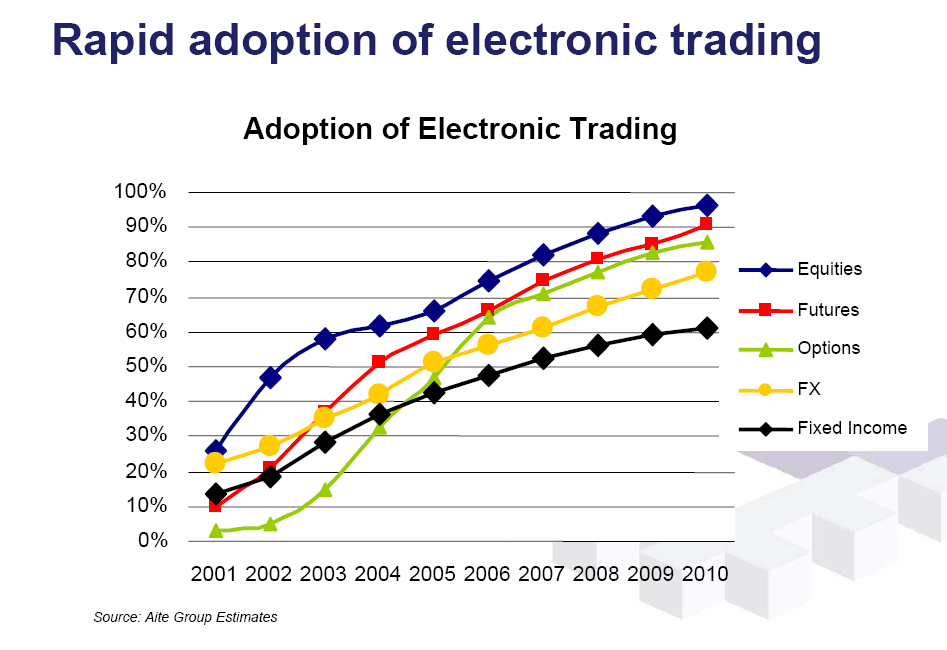 Rapid adoption of electronic trading
Adoption of Electronic Trading
100%
90%
80%
70%
60%
50%
40%
30%
20%
10%
0%
2001 2002 2003 2004 2005 2006 2007 2008 2009 2010
Equities
Futures
Options
FX
Fixed Income
Source: Aite Group Estimates